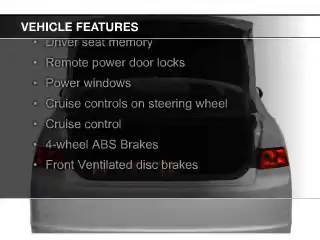 VEHICLE FEATURES
• Driver seat memory
• Remote power door locks
• Power windows
• Cruise controls on steering wheel
• Cruise control
• 4-wheel ABS Brakes
• Front Ventilated disc brakes